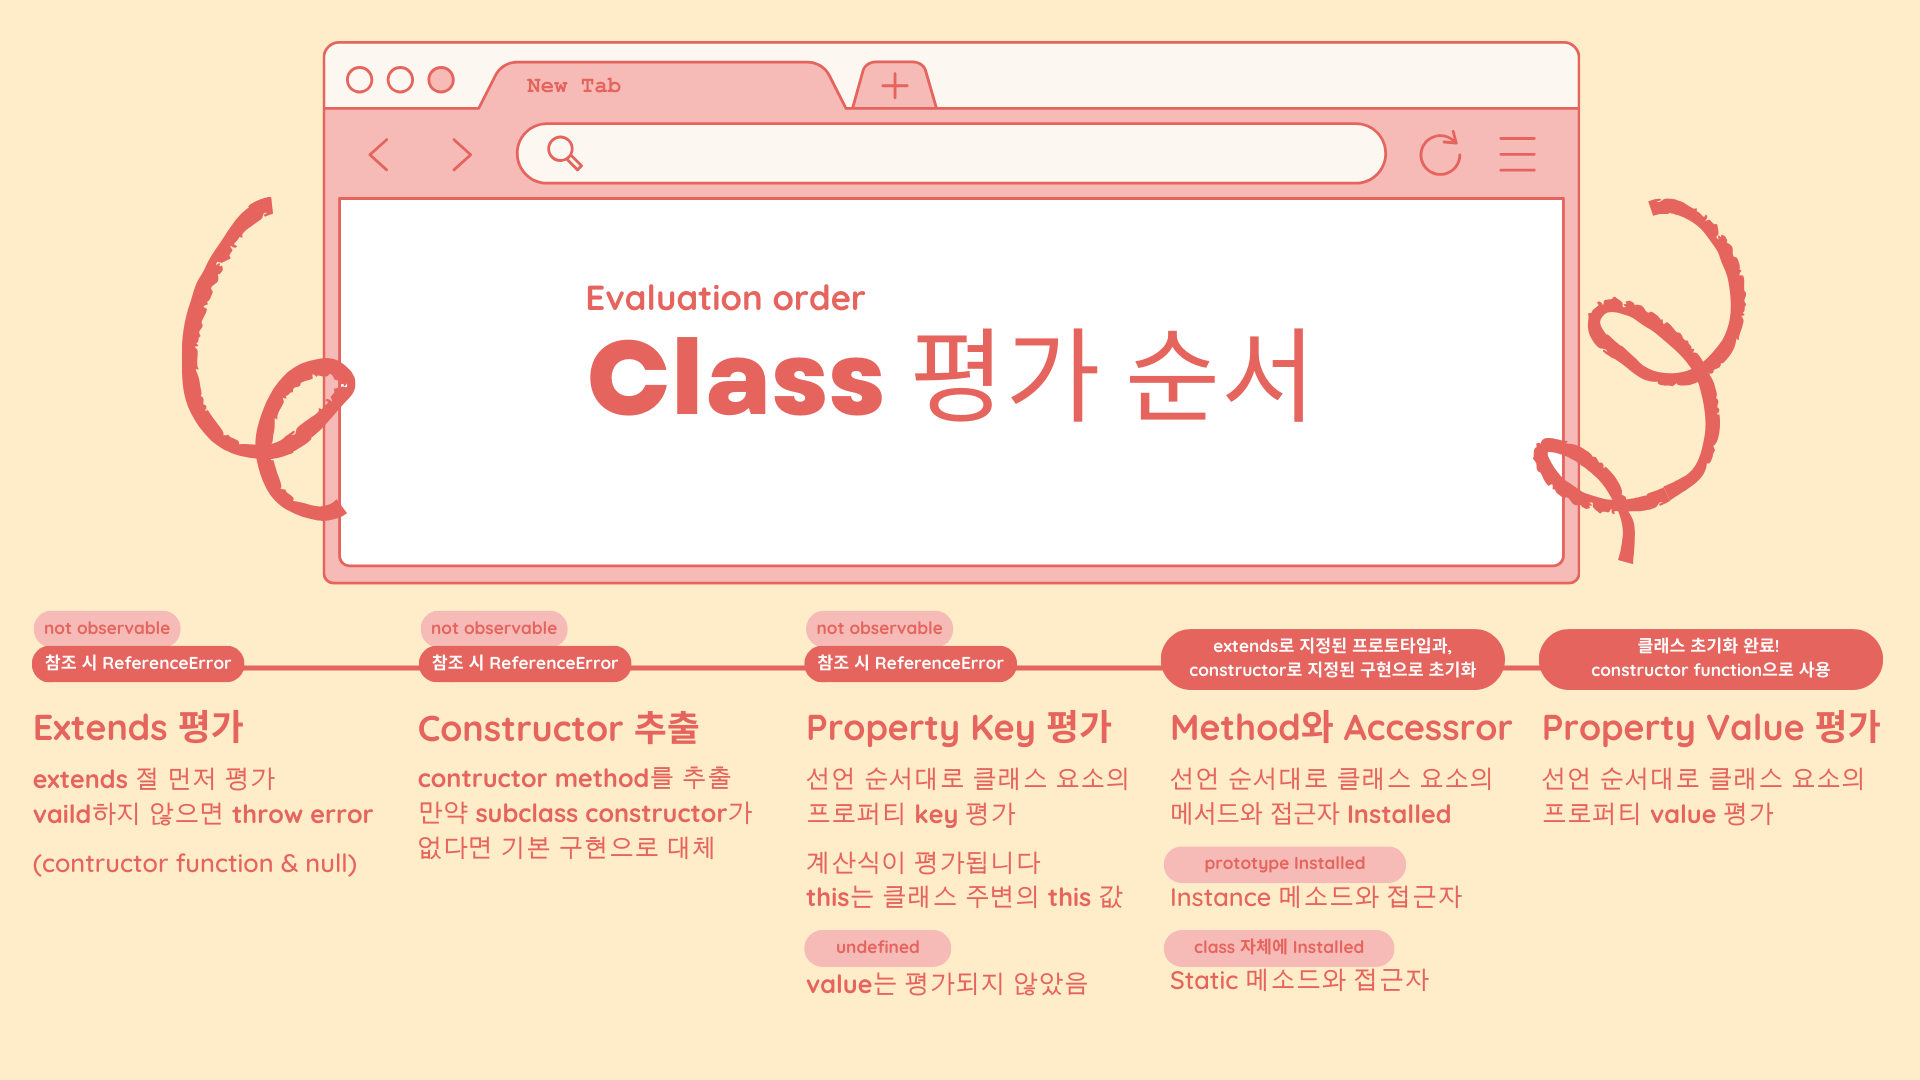 New Tab
Evaluation order
Class 평가 순서
not observable
참조 시 ReferenceError
Extends 평가
extends 절 먼저 평가
vaild하지 않으면 throw error
(contructor function & null)
not observable
참조 시 ReferenceError
Constructor 추출
contructor method를 추출
만약 subclass constructor가
없다면 기본 구현으로 대체
not observable
참조 시 ReferenceError
Property Key 평가
선언 순서대로 클래스 요소의
프로퍼티 key 평가
계산식이 평가됩니다
this는 클래스 주변의 this 값
undefined
value는 평가되지 않았음
extends로 지정된 프로토타입과,
constructor로 지정된 구현으로 초기화
Method와 Accessror
선언 순서대로 클래스 요소의
메서드와 접근자 Installed
prototype Installed
Instance 메소드와 접근자
class 자체에 Installed
Static 메소드와 접근자
클래스 초기화 완료!
constructor function으로 사용
Property Value 평가
선언 순서대로 클래스 요소의
프로퍼티 value 평가